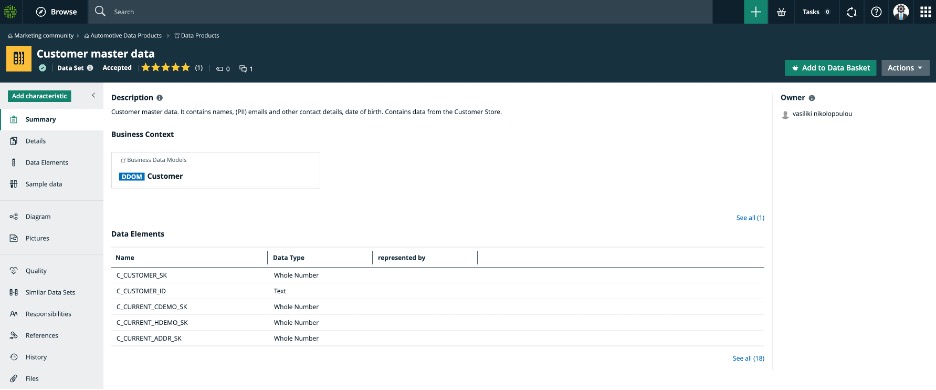 Browse
Search
Tasks 0
Marketing community > Automotive Data Products > Data Products
Customer master data
Data Set Accepted (1) 0 1
Add to Data Basket
Actions
Add characteristic
Summary
Details
Data Elements
Sample data
Diagram
Pictures
Quality
Similar Data Sets
Responsibilities
References
History
Files
Description
Customer master data. It contains names, (PII) emails and other contact details, date of birth. Contains data from the Customer Store.
Business Context
Business Data Models
DDOM Customer
See all (1)
Data Elements
Name Data Type represented by
C_CUSTOMER_SK Whole Number
C_CUSTOMER_ID Text
C_CURRENT_CDEMO_SK Whole Number
C_CURRENT_HDEMO_SK Whole Number
C_CURRENT_ADDR_SK Whole Number
See all (18)
Owner
vasiliki nikolopoulou